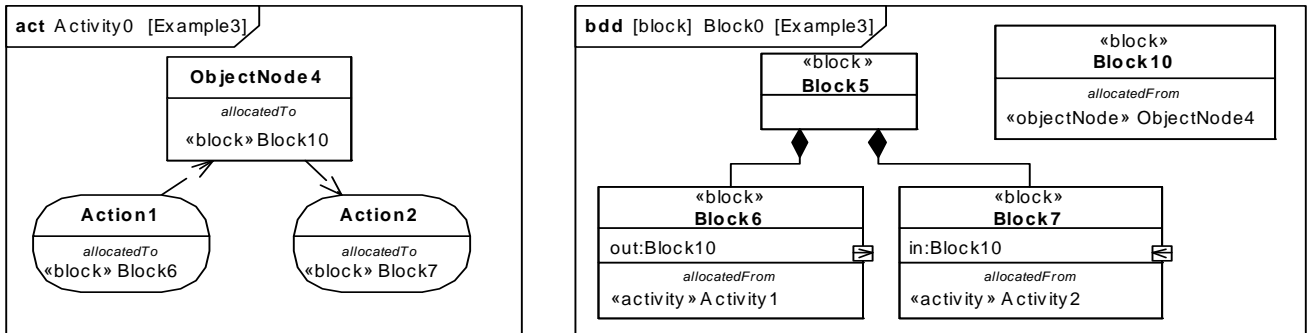 act Activity0 [Example3]
ObjectNode4
allocatedTo
«block» Block10
Action1
allocatedTo
«block» Block6
Action2
allocatedTo
«block» Block7
bdd [block] Block0 [Example3]
«block»
Block5
«block»
Block10
allocatedFrom
«objectNode» ObjectNode4
«block»
Block6
out:Block10
allocatedFrom
«activity» Activity1
«block»
Block7
in:Block10
allocatedFrom
«activity» Activity2